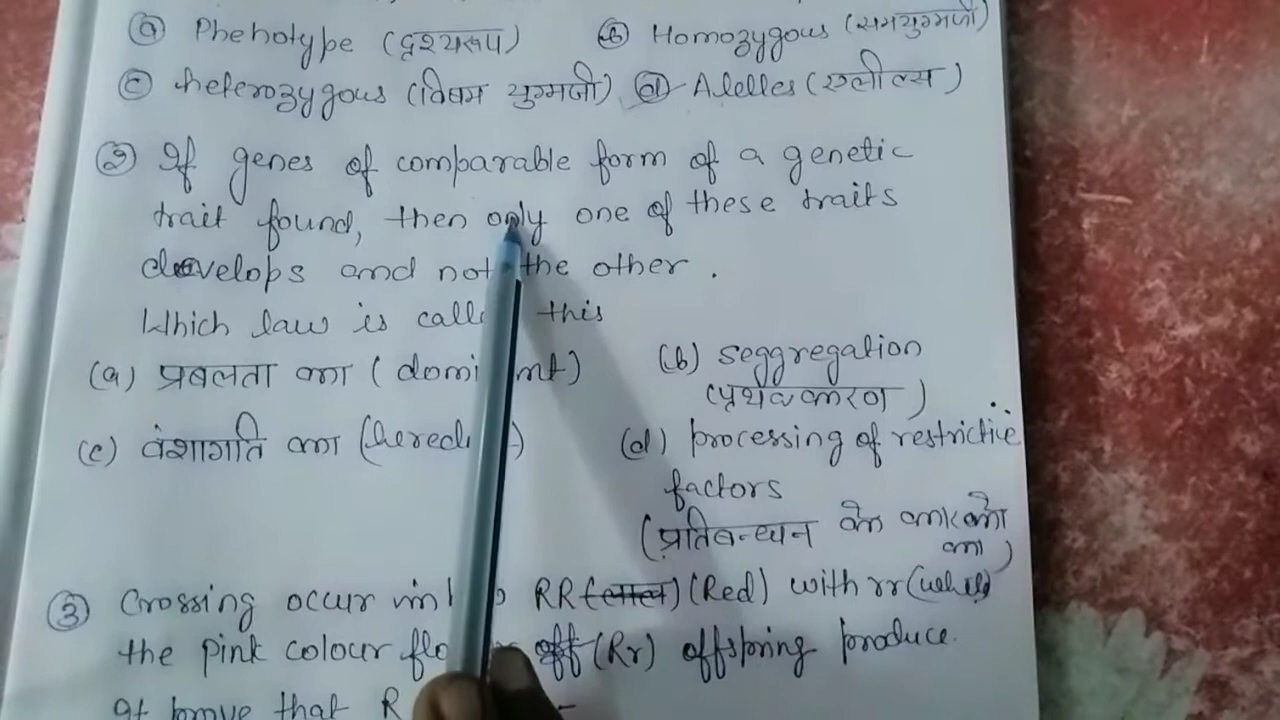 (a) Phenotype (दृश्यरूप) (b) Homozygous (समयुग्मजी)
(c) heterozygous (विषम युग्मजी) (d) Alelles (एलील्स)
(2) If genes of comparable form of a genetic
trait found, then only one of these traits
develops and not the other.
Which law is this
(a) प्रबलता का (b) seggregation
(पृथक्करण)
(c) वंशागति का (d) processing of restrictive
factors
(प्रतिबन्धन के कारकों
का)
(3) Crossing occur RR (लाल) (Red) with rr
the pink colour (Rr) offspring produce.
It prove that R